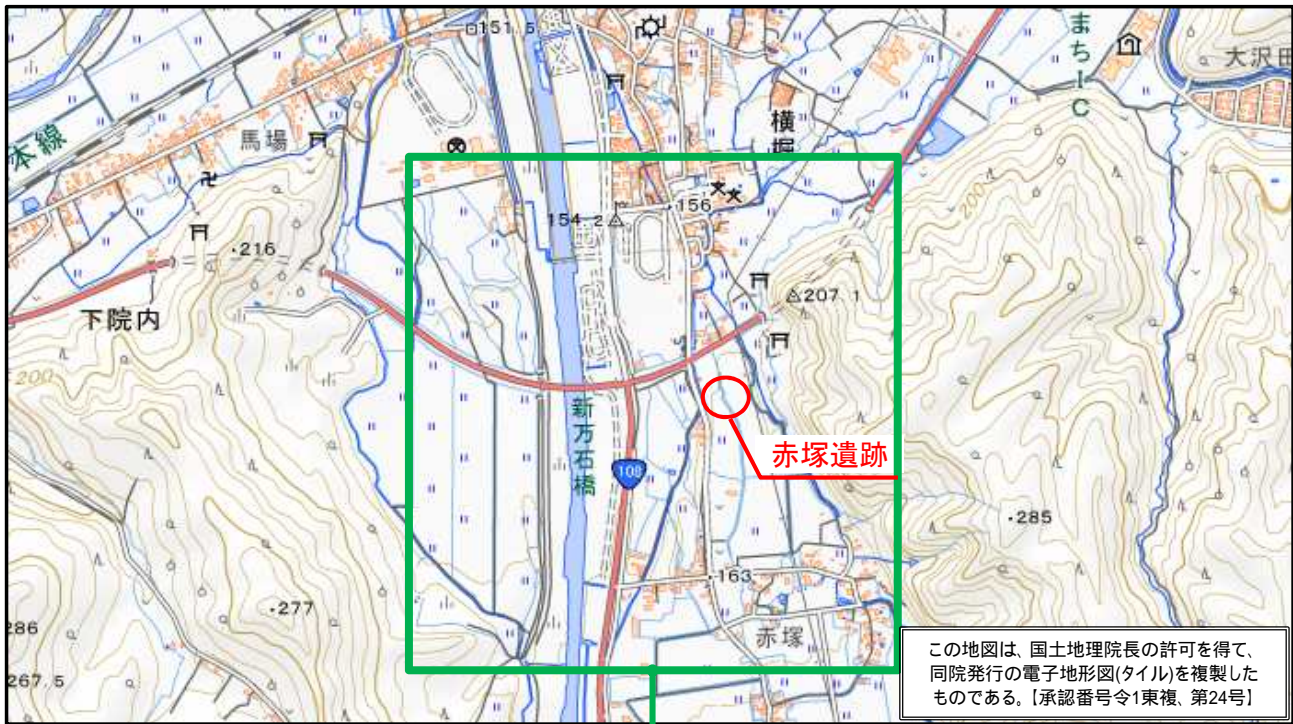 151.5
まちIC
大沢田
本線
馬場
横堀
156
154.2
216
207.1
下院内
200
200
新万石橋
108
赤塚遺跡
285
277
163
286
赤塚
267.5
この地図は、国土地理院長の許可を得て、
同院発行の電子地形図(タイル)を複製した
ものである。【承認番号令1東複、第24号】